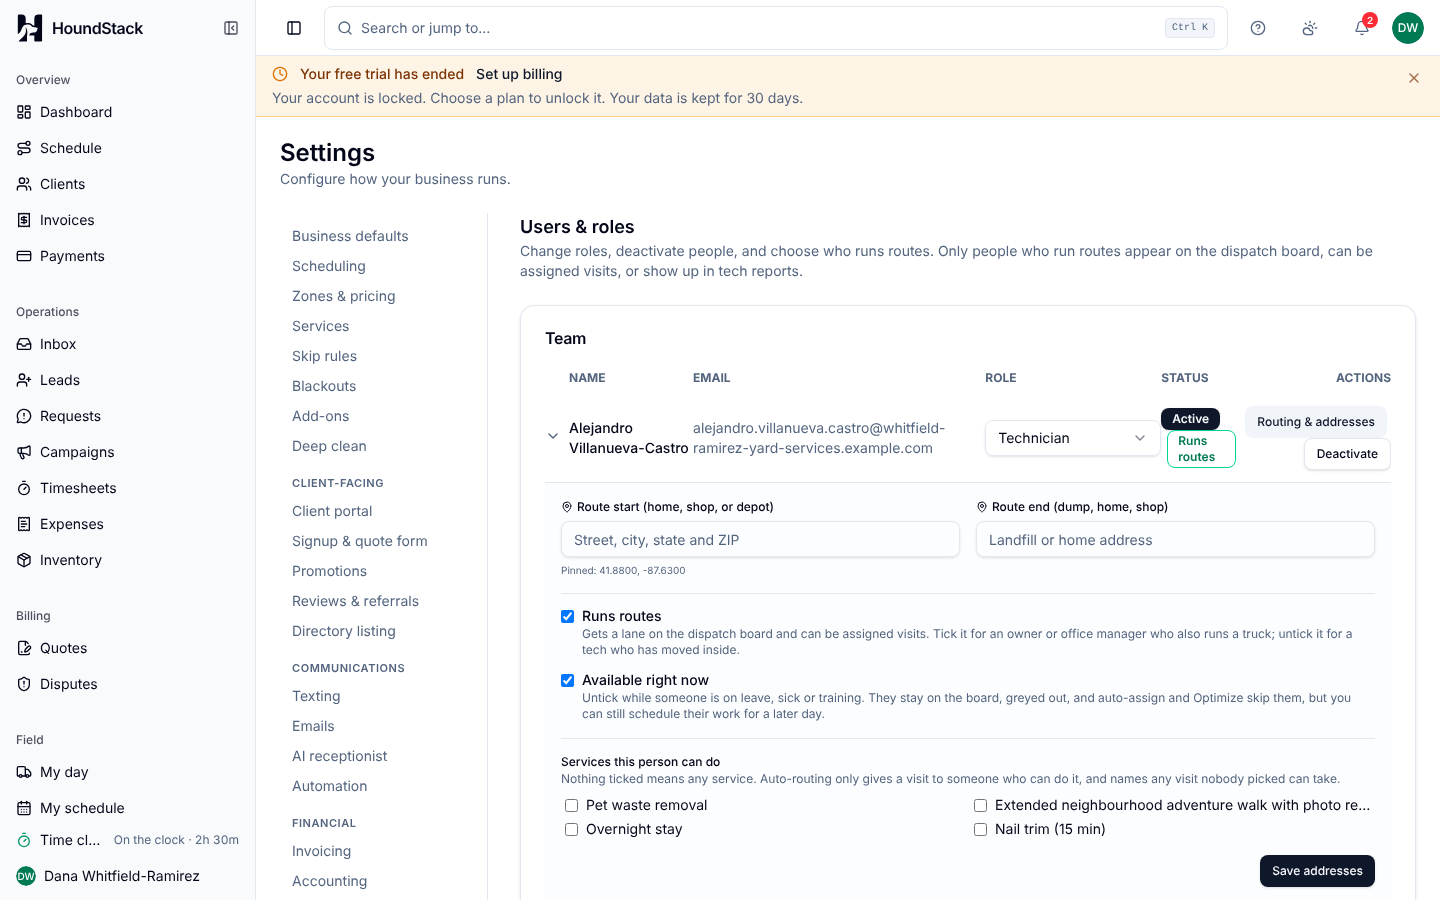 HoundStack
Search or jump to...
Ctrl K
2
DW
Your free trial has ended Set up billing
Your account is locked. Choose a plan to unlock it. Your data is kept for 30 days.
Overview
Dashboard
Schedule
Clients
Invoices
Payments
Operations
Inbox
Leads
Requests
Campaigns
Timesheets
Expenses
Inventory
Billing
Quotes
Disputes
Field
My day
My schedule
Time cl... On the clock · 2h 30m
DW Dana Whitfield-Ramirez
Settings
Configure how your business runs.
Business defaults
Scheduling
Zones & pricing
Services
Skip rules
Blackouts
Add-ons
Deep clean
CLIENT-FACING
Client portal
Signup & quote form
Promotions
Reviews & referrals
Directory listing
COMMUNICATIONS
Texting
Emails
AI receptionist
Automation
FINANCIAL
Invoicing
Accounting
Users & roles
Change roles, deactivate people, and choose who runs routes. Only people who run routes appear on the dispatch board, can be
assigned visits, or show up in tech reports.
Team
NAME EMAIL ROLE STATUS ACTIONS
Alejandro
Villanueva-Castro
alejandro.villanueva.castro@whitfield-
ramirez-yard-services.example.com
Technician
Active
Runs
routes
Routing & addresses
Deactivate
Route start (home, shop, or depot)
Street, city, state and ZIP
Pinned: 41.8800, -87.6300
Route end (dump, home, shop)
Landfill or home address
Runs routes
Gets a lane on the dispatch board and can be assigned visits. Tick it for an owner or office manager who also runs a truck; untick it for a
tech who has moved inside.
Available right now
Untick while someone is on leave, sick or training. They stay on the board, greyed out, and auto-assign and Optimize skip them, but you
can still schedule their work for a later day.
Services this person can do
Nothing ticked means any service. Auto-routing only gives a visit to someone who can do it, and names any visit nobody picked can take.
Pet waste removal
Extended neighbourhood adventure walk with photo re...
Overnight stay
Nail trim (15 min)
Save addresses